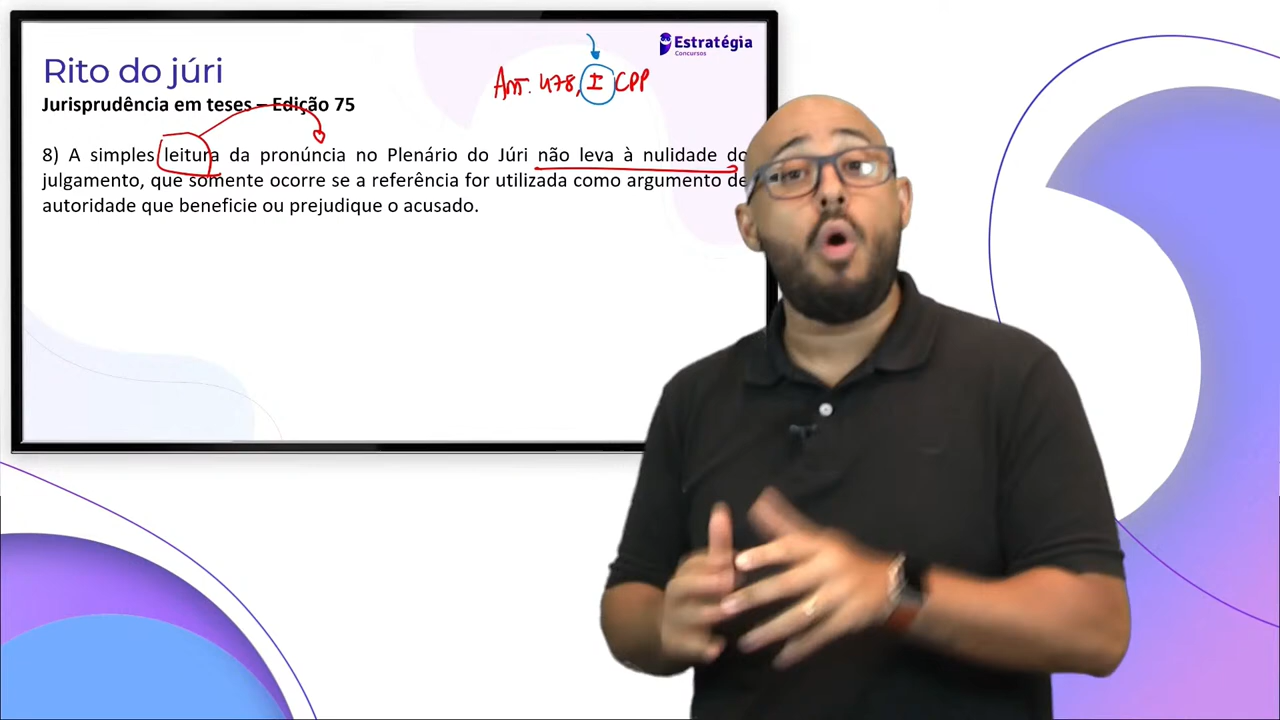 Estratégia
Concursos
Rito do júri
Art. 478, I CPP
Jurisprudência em teses – Edição 75
8) A simples leitura da pronúncia no Plenário do Júri não leva à nulidade do
julgamento, que somente ocorre se a referência for utilizada como argumento de
autoridade que beneficie ou prejudique o acusado.